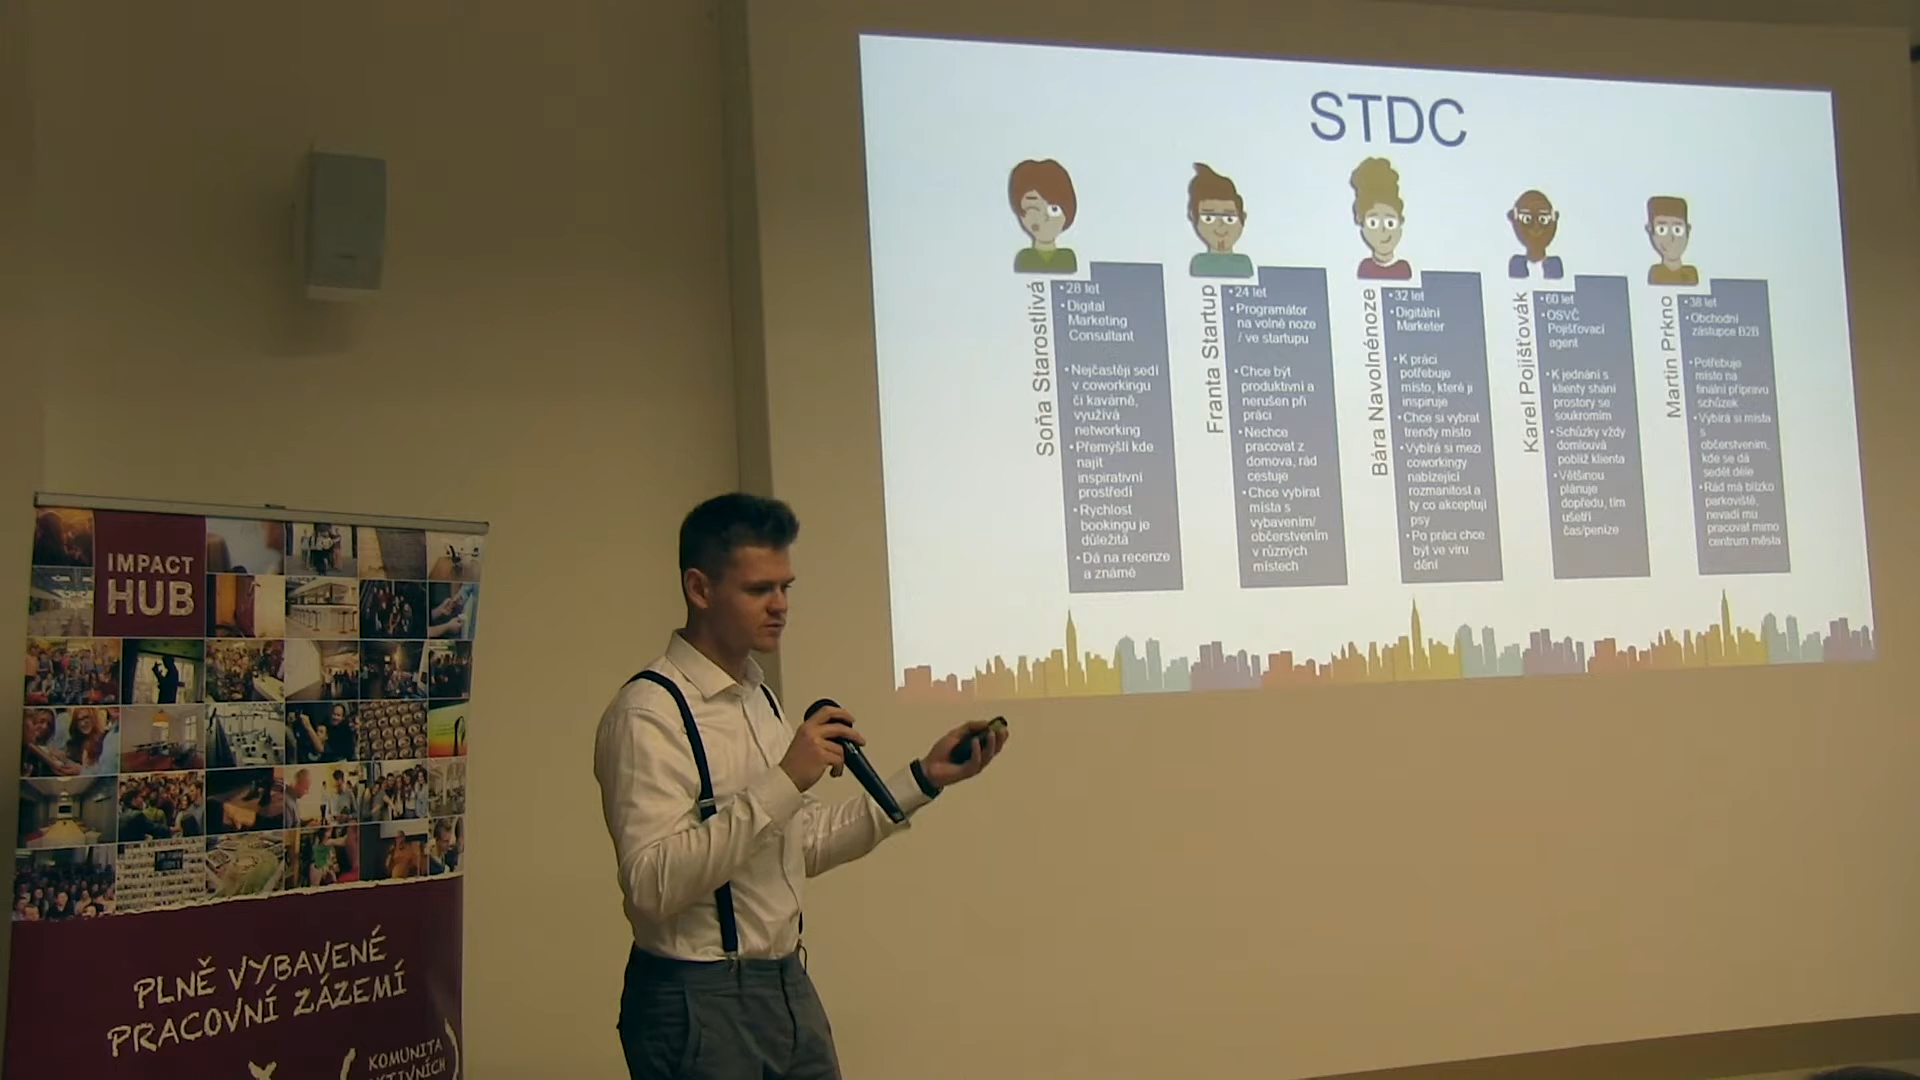 STDC
Soňa Starostlivá
• 28 let
• Digital
Marketing
Consultant
• Nejčastěji sedí
v coworkingu
či kavárně,
využívá
networking
• Přemýšlí kde
najít
inspirativní
prostředí
• Rychlost
bookingu je
důležitá
• Dá na recenze
a známé
Franta Startup
• 24 let
• Programátor
na volné noze
/ ve startupu
• Chce být
produktivní a
nerušen při
práci
• Nechce
pracovat z
domova, rád
cestuje
• Chce vybírat
místa s
vybavením/
občerstvením
v různých
místech
Bára Navolnénoze
• 32 let
• Digitální
Marketer
• K práci
potřebuje
místo, které ji
inspiruje
• Chce si vybrat
trendy místo
• Vybírá si mezi
coworkingy
nabízející
rozmanitost a
ty co akceptují
psy
• Po práci chce
být ve víru
dění
Karel Pojišťovák
• 60 let
• OSVČ
Pojišťovací
agent
• K jednání s
klienty shání
prostory se
soukromím
• Schůzky vždy
domlouvá
poblíž klienta
• Většinou
plánuje
dopředu, tím
ušetří
čas/peníze
Martin Prkno
• 38 let
• Obchodní
zástupce B2B
• Potřebuje
místo na
finální přípravu
schůzek
• Vybírá si místa
s
občerstvením,
kde se dá
sedět déle
• Rád má blízko
parkoviště,
nevadí mu
pracovat mimo
centrum města
IMPACT
HUB
PLNĚ VYBAVENÉ
PRACOVNÍ ZÁZEMÍ
KOMUNITA